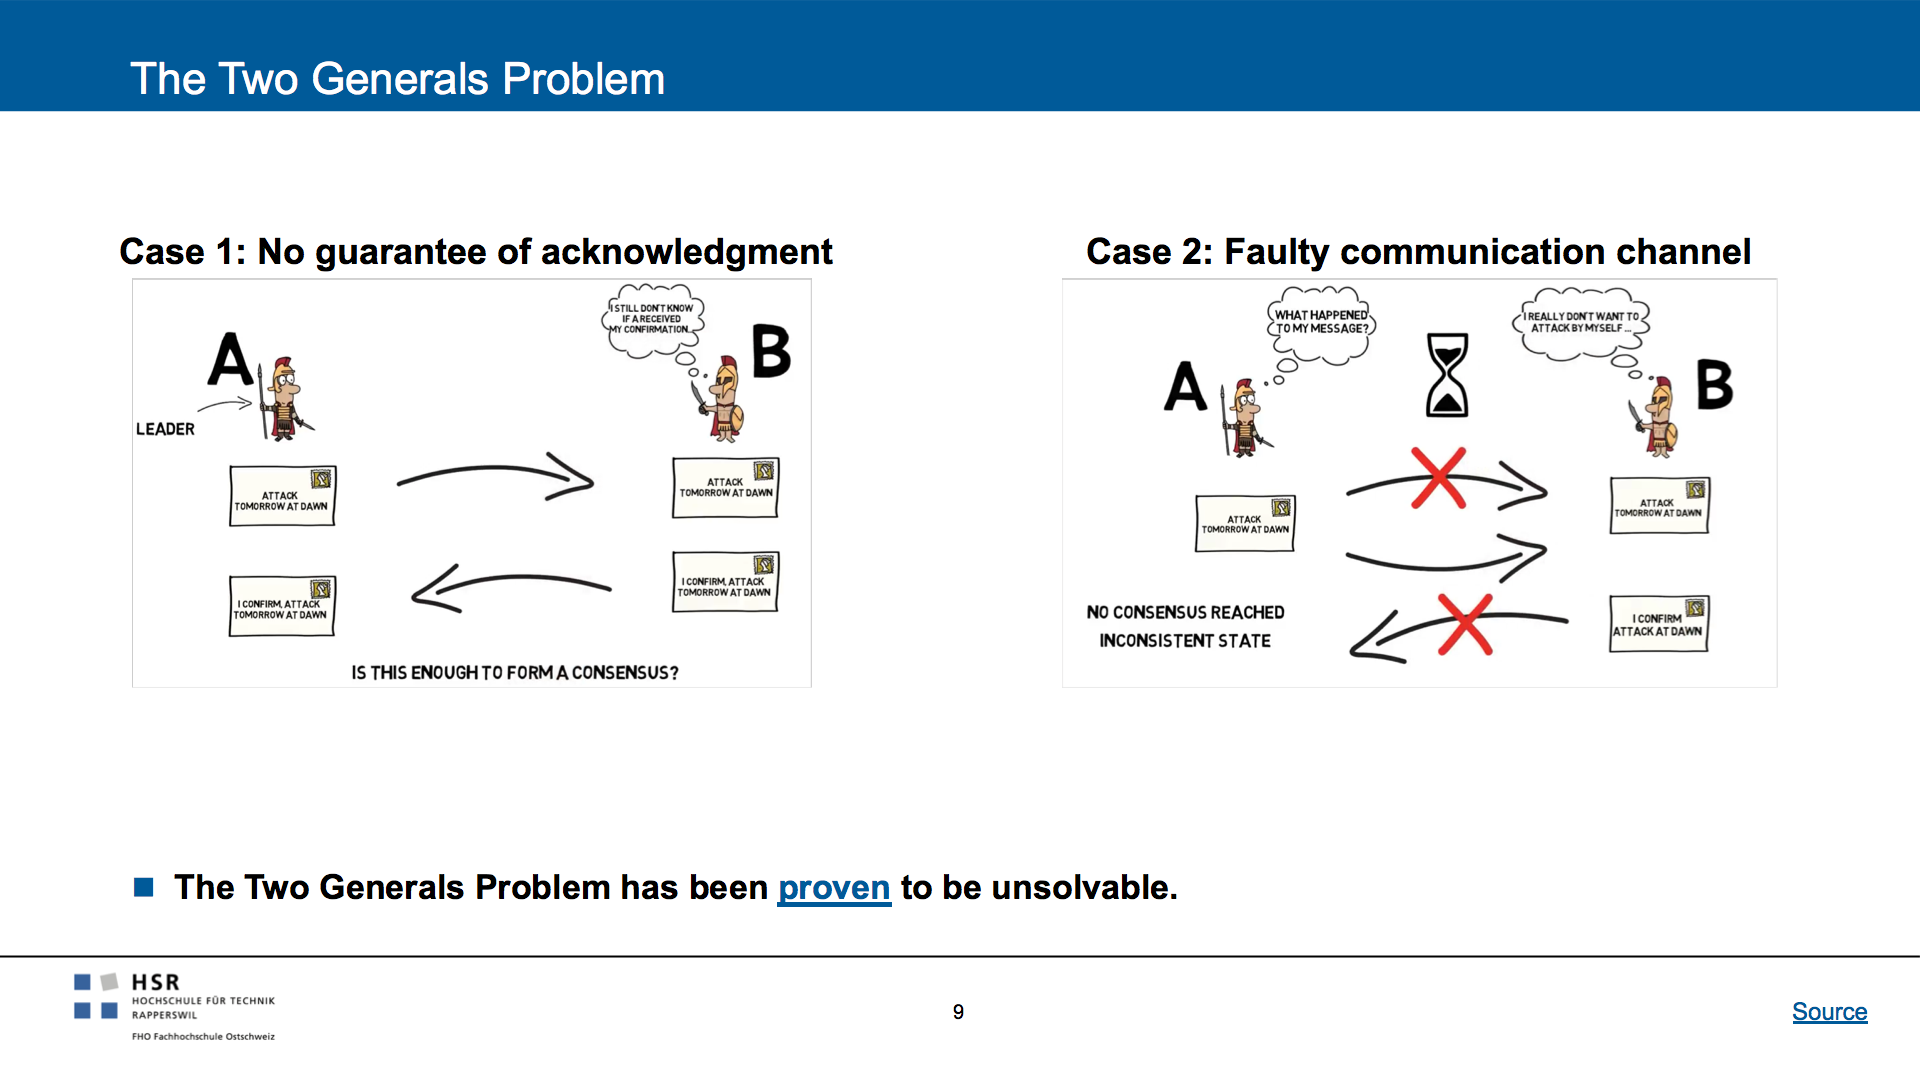 The Two Generals Problem
Case 1: No guarantee of acknowledgment
I STILL DON'T KNOW
IF A RECEIVED
MY CONFIRMATION...
A
B
LEADER
ATTACK
TOMORROW AT DAWN
ATTACK
TOMORROW AT DAWN
I CONFIRM, ATTACK
TOMORROW AT DAWN
I CONFIRM, ATTACK
TOMORROW AT DAWN
IS THIS ENOUGH TO FORM A CONSENSUS?
Case 2: Faulty communication channel
WHAT HAPPENED
TO MY MESSAGE?
I REALLY DON'T WANT TO
ATTACK BY MYSELF ...
A
B
ATTACK
TOMORROW AT DAWN
ATTACK
TOMORROW AT DAWN
NO CONSENSUS REACHED
INCONSISTENT STATE
I CONFIRM
ATTACK AT DAWN
The Two Generals Problem has been proven to be unsolvable.
HSR
HOCHSCHULE FÜR TECHNIK
RAPPERSWIL
FHO Fachhochschule Ostschweiz
9
Source